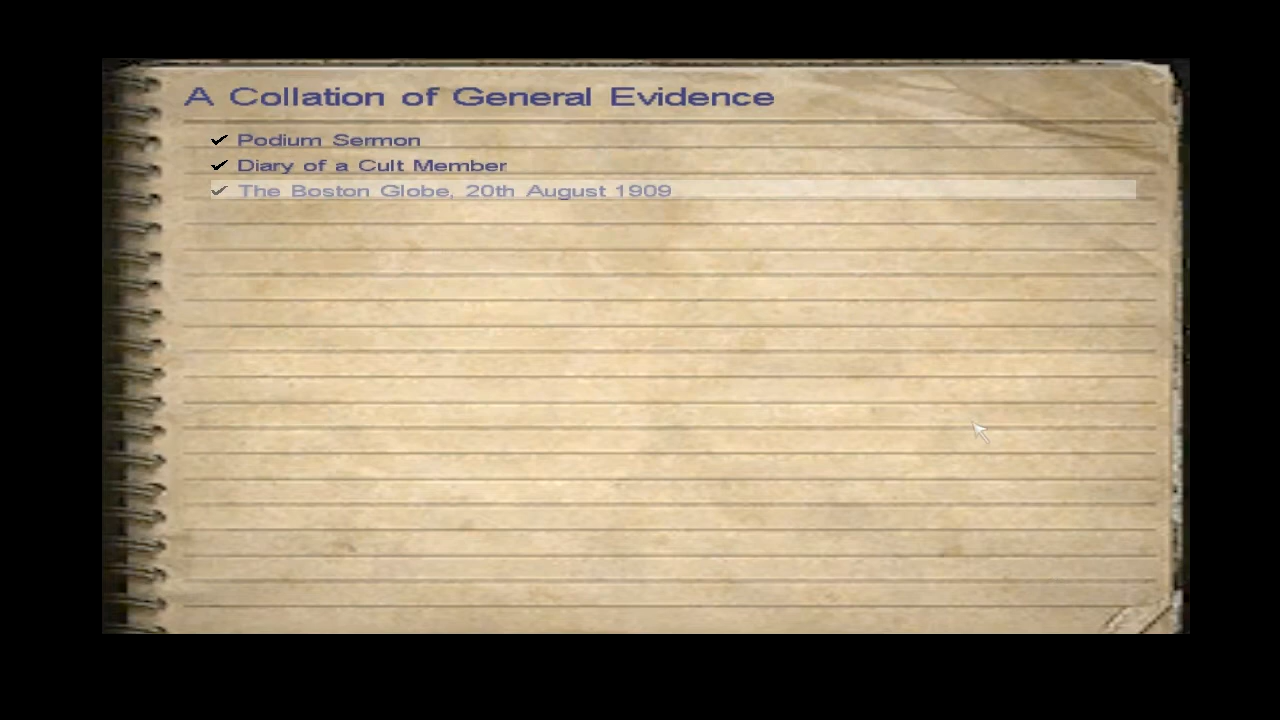 A Collation of General Evidence
✓ Podium Sermon
✓ Diary of a Cult Member
✓ The Boston Globe, 20th August 1909